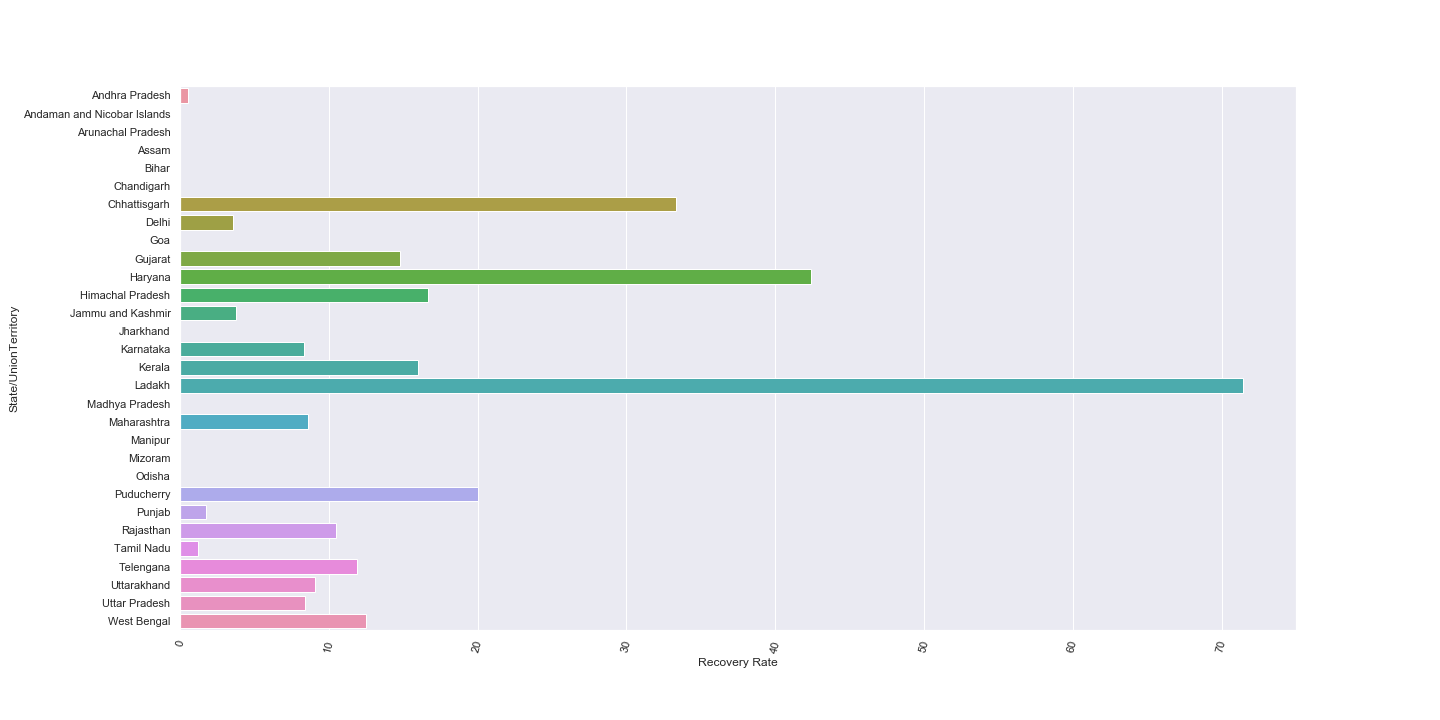 Andhra Pradesh
Andaman and Nicobar Islands
Arunachal Pradesh
Assam
Bihar
Chandigarh
Chhattisgarh
Delhi
Goa
Gujarat
Haryana
Himachal Pradesh
Jammu and Kashmir
Jharkhand
Karnataka
Kerala
Ladakh
Madhya Pradesh
Maharashtra
Manipur
Mizoram
Odisha
Puducherry
Punjab
Rajasthan
Tamil Nadu
Telengana
Uttarakhand
Uttar Pradesh
West Bengal
State/UnionTerritory
0 10 20 30 40 50 60 70
Recovery Rate